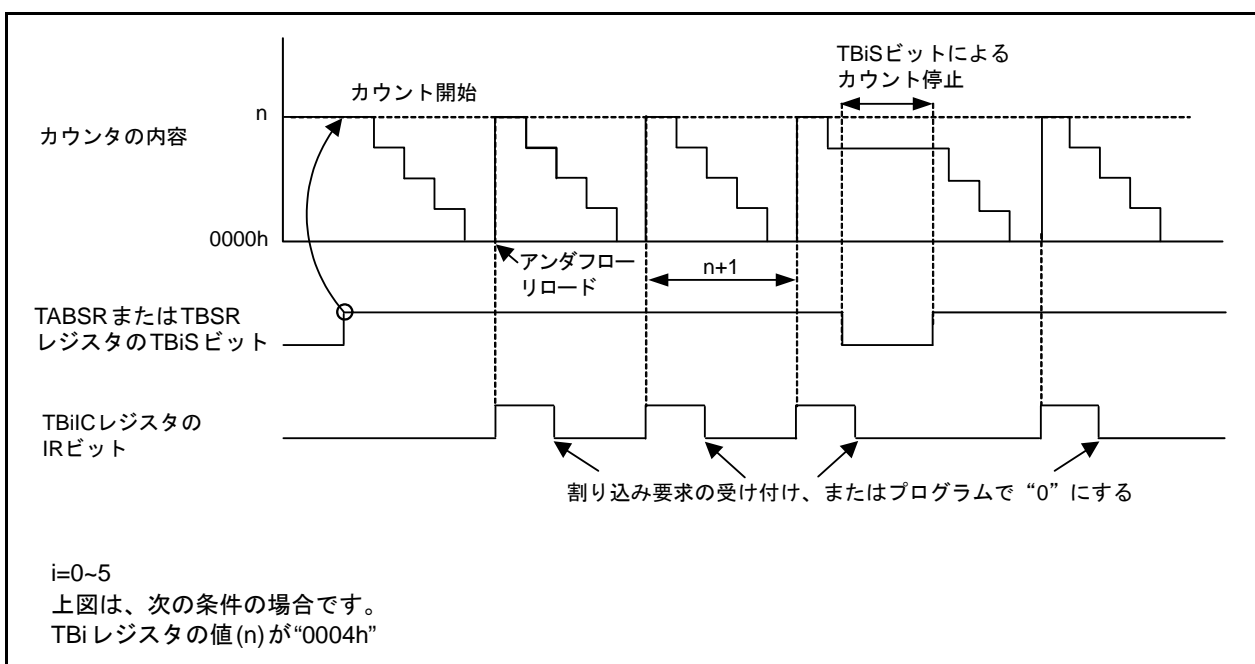 TBiSビットによる
カウント停止
カウント開始
n
カウンタの内容
0000h
アンダフロー
リロード
n+1
TABSRまたはTBSR
レジスタのTBiSビット
TBiICレジスタの
IRビット
割り込み要求の受け付け、またはプログラムで“0”にする
i=0~5
上図は、次の条件の場合です。
TBiレジスタの値(n)が“0004h”